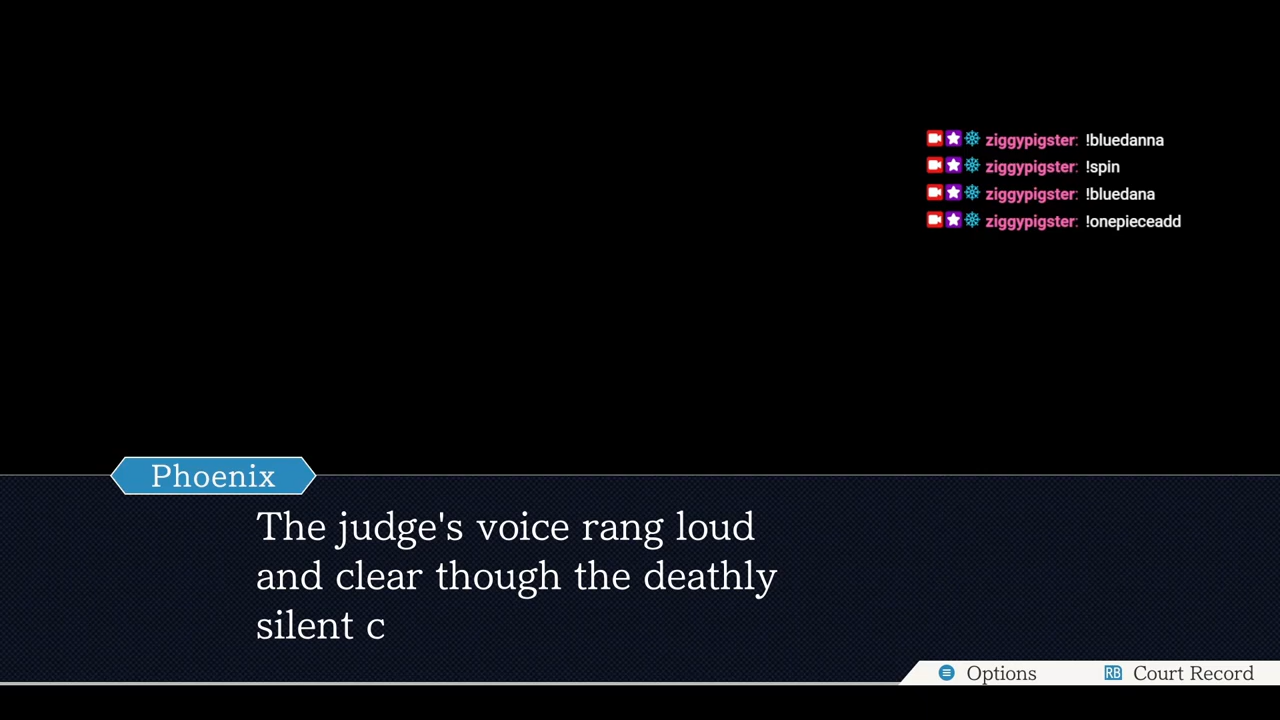 ziggypigster: !bluedanna
ziggypigster: !spin
ziggypigster: !bluedana
ziggypigster: !onepieceadd
Phoenix
The judge's voice rang loud
and clear though the deathly
silent c
Options
RB Court Record